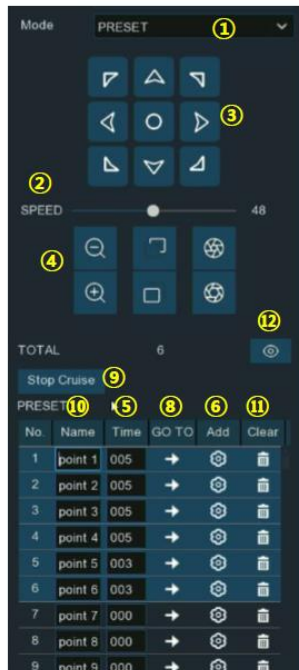 Mode PRESET ①
③
②
SPEED 48
④
⑫
TOTAL 6
Stop Cruise ⑨
PRESET ⑩ ⑤ ⑧ ⑥ ⑪
No. Name Time GO TO Add Clear
1 point 1 005
2 point 2 005
3 point 3 005
4 point 4 005
5 point 5 003
6 point 6 003
7 point 7 000
8 point 8 000
9 point 9 000